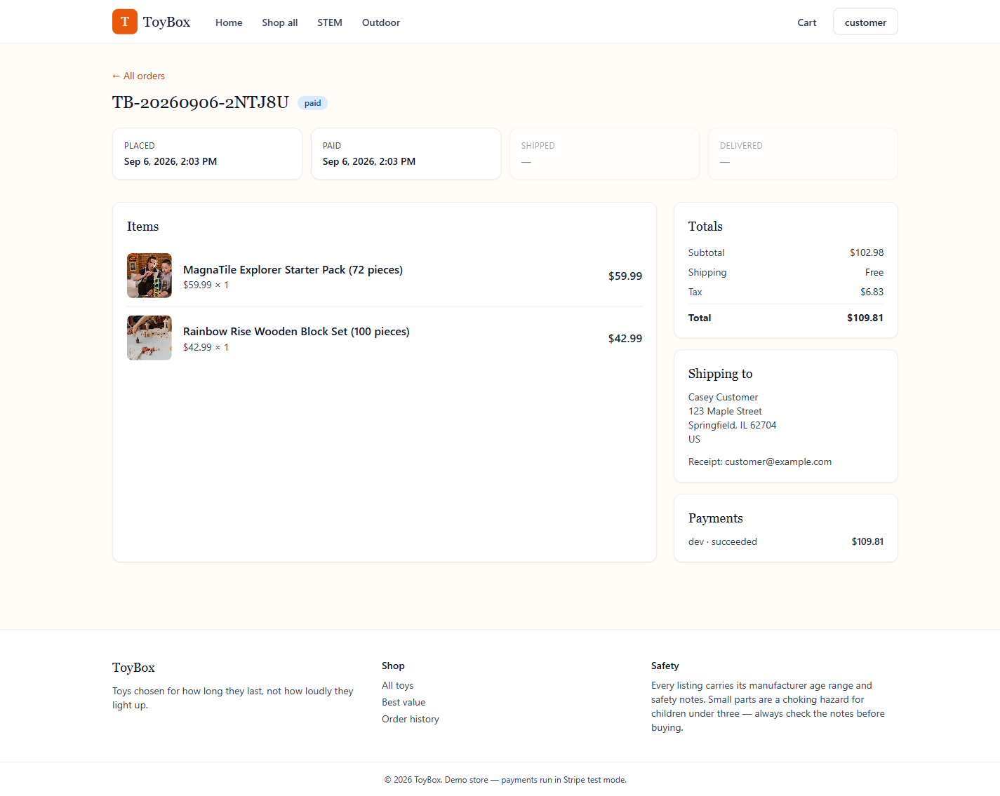 T ToyBox Home Shop all STEM Outdoor Cart customer
← All orders
TB-20260906-2NTJ8U paid
PLACED
Sep 6, 2026, 2:03 PM
PAID
Sep 6, 2026, 2:03 PM
SHIPPED
—
DELIVERED
—
Items
MagnaTile Explorer Starter Pack (72 pieces)
$59.99 × 1
$59.99
Rainbow Rise Wooden Block Set (100 pieces)
$42.99 × 1
$42.99
Totals
Subtotal $102.98
Shipping Free
Tax $6.83
Total $109.81
Shipping to
Casey Customer
123 Maple Street
Springfield, IL 62704
US
Receipt: customer@example.com
Payments
dev · succeeded $109.81
ToyBox
Toys chosen for how long they last, not how loudly they
light up.
Shop
All toys
Best value
Order history
Safety
Every listing carries its manufacturer age range and
safety notes. Small parts are a choking hazard for
children under three — always check the notes before
buying.
© 2026 ToyBox. Demo store — payments run in Stripe test mode.